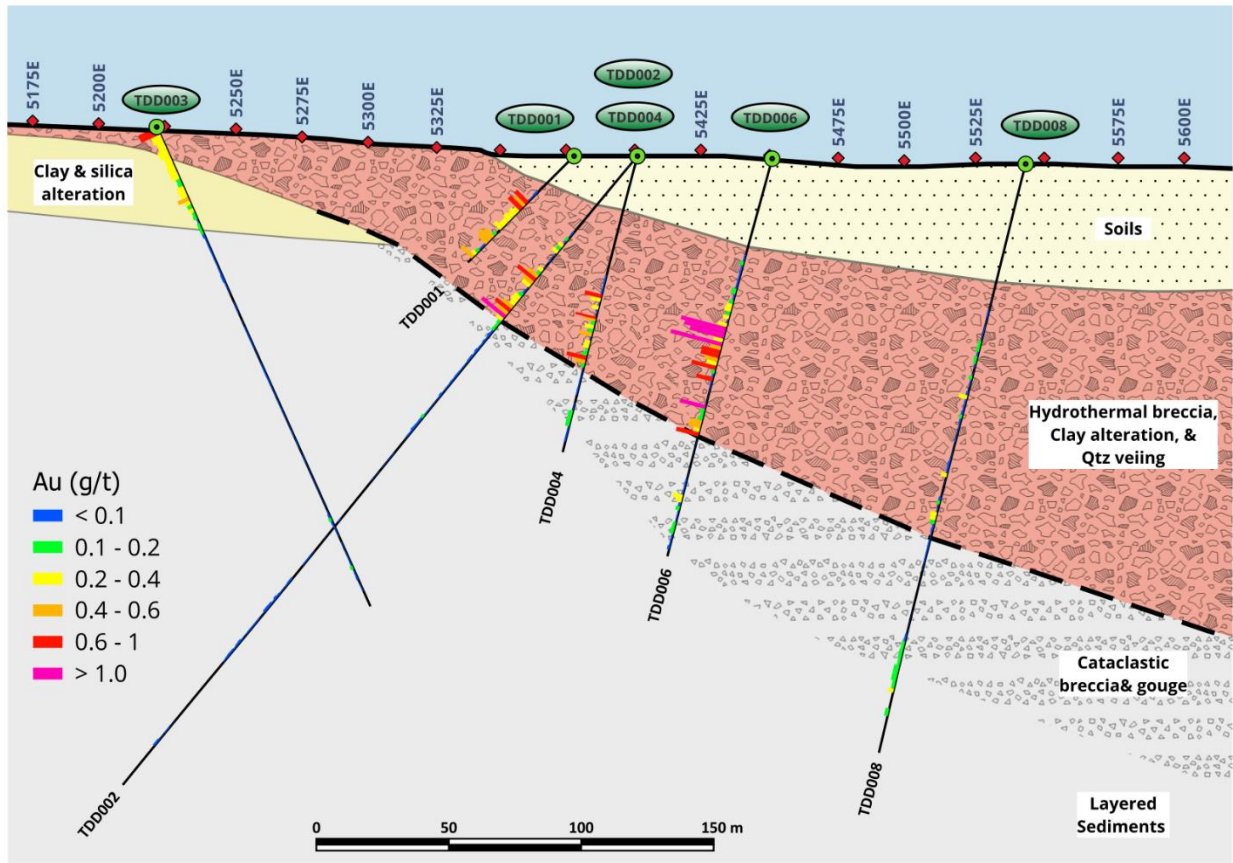 5175E
5200E
TDD003
5250E
5275E
5300E
5325E
TDD001
TDD002
TDD004
5425E
TDD006
5475E
5500E
5525E
TDD008
5575E
5600E
Clay & silica
alteration
Soils
TDD001
Hydrothermal breccia,
Clay alteration, &
Qtz veiing
Au (g/t)
< 0.1
0.1 - 0.2
0.2 - 0.4
0.4 - 0.6
0.6 - 1
> 1.0
TDD004
TDD006
Cataclastic
breccia& gouge
TDD008
TDD002
Layered
Sediments
0 50 100 150 m